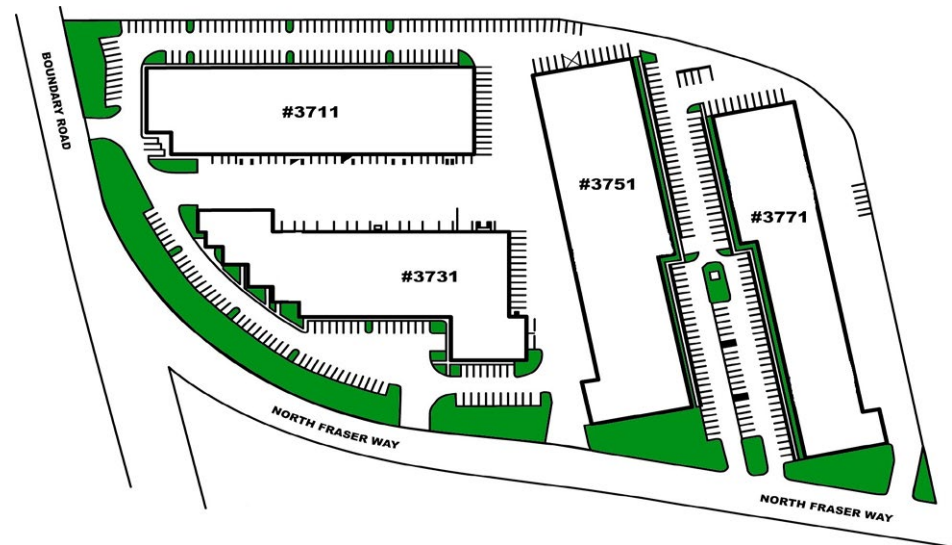 BOUNDARY ROAD
#3711
#3751
#3771
#3731
NORTH FRASER WAY
NORTH FRASER WAY